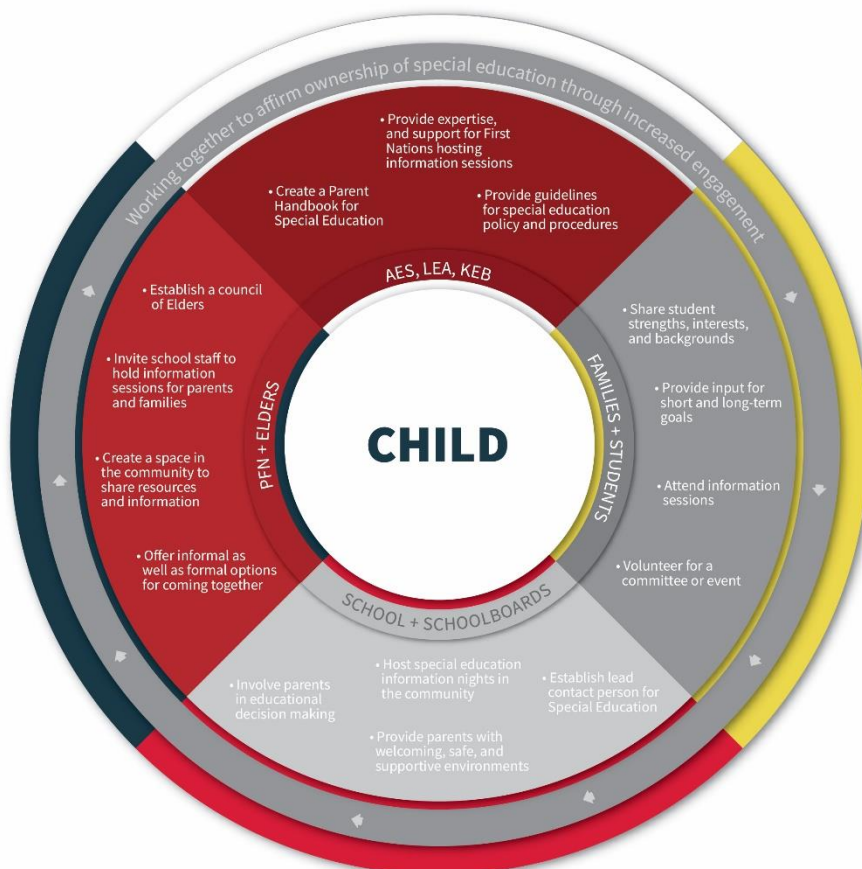 Working together to affirm ownership of special education through increased engagement
• Provide expertise,
and support for First
Nations hosting
information sessions
• Create a Parent
Handbook for
Special Education
• Provide guidelines
for special education
policy and procedures
AES, LEA, KEB
• Share student
strengths, interests,
and backgrounds
• Provide input for
short and long-term
goals
• Attend information
sessions
• Volunteer for a
committee or event
FAMILIES + STUDENTS
CHILD
PFN + ELDERS
• Establish a council
of Elders
• Invite school staff to
hold information
sessions for parents
and families
• Create a space in
the community to
share resources
and information
• Offer informal as
well as formal options
for coming together
SCHOOL + SCHOOLBOARDS
• Involve parents
in educational
decision making
• Host special education
information nights in
the community
• Establish lead
contact person for
Special Education
• Provide parents with
welcoming, safe, and
supportive environments